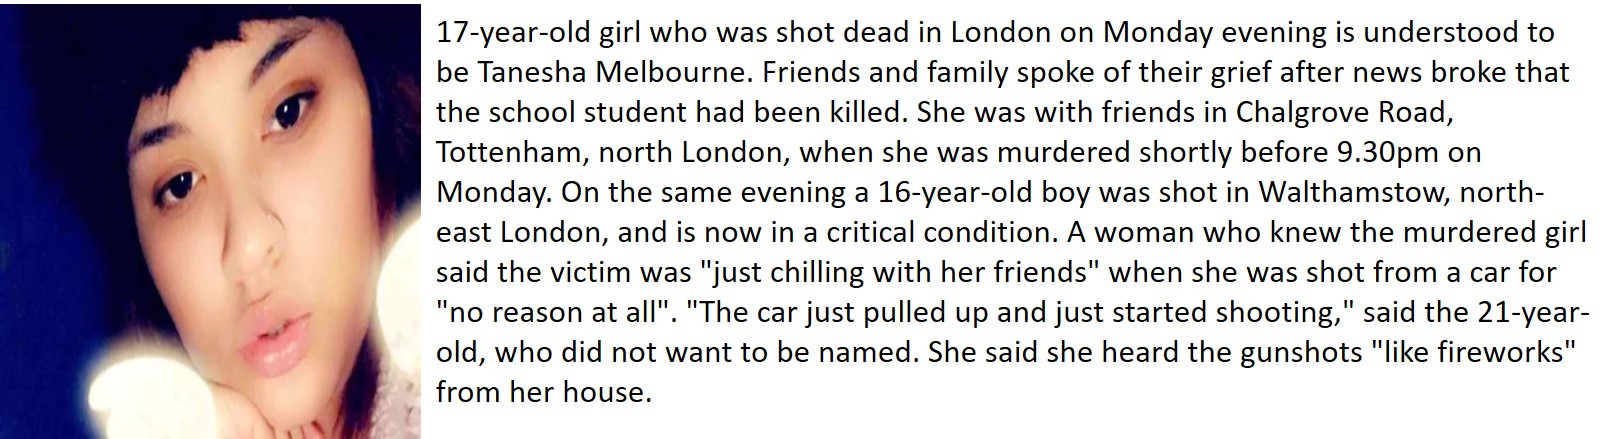 17-year-old girl who was shot dead in London on Monday evening is understood to
be Tanesha Melbourne. Friends and family spoke of their grief after news broke that
the school student had been killed. She was with friends in Chalgrove Road,
Tottenham, north London, when she was murdered shortly before 9.30pm on
Monday. On the same evening a 16-year-old boy was shot in Walthamstow, north-
east London, and is now in a critical condition. A woman who knew the murdered girl
said the victim was "just chilling with her friends" when she was shot from a car for
"no reason at all". "The car just pulled up and just started shooting," said the 21-year-
old, who did not want to be named. She said she heard the gunshots "like fireworks"
from her house.